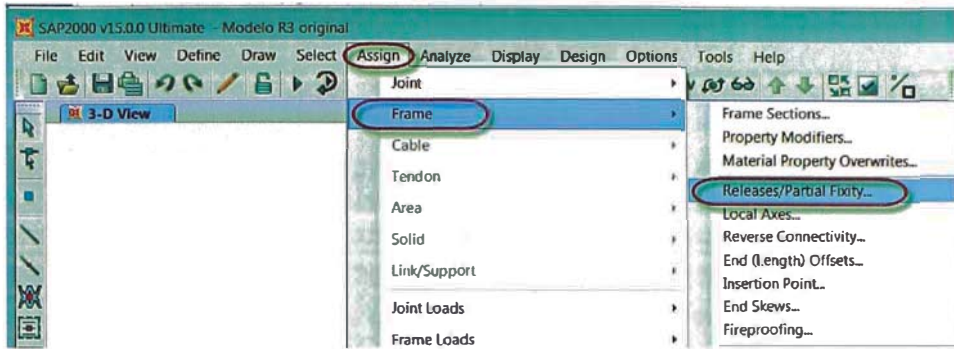 SAP2000 v15.0.0 Ultimate - Modelo R3 original
File Edit View Define Draw Select Assign Analyze Display Design Options Tools Help
3-D View
Joint
Frame
Cable
Tendon
Area
Solid
Link/Support
Joint Loads
Frame Loads
Frame Sections...
Property Modifiers...
Material Property Overwrites...
Releases/Partial Fixity...
Local Axes...
Reverse Connectivity...
End (Length) Offsets...
Insertion Point...
End Skews...
Fireproofing...